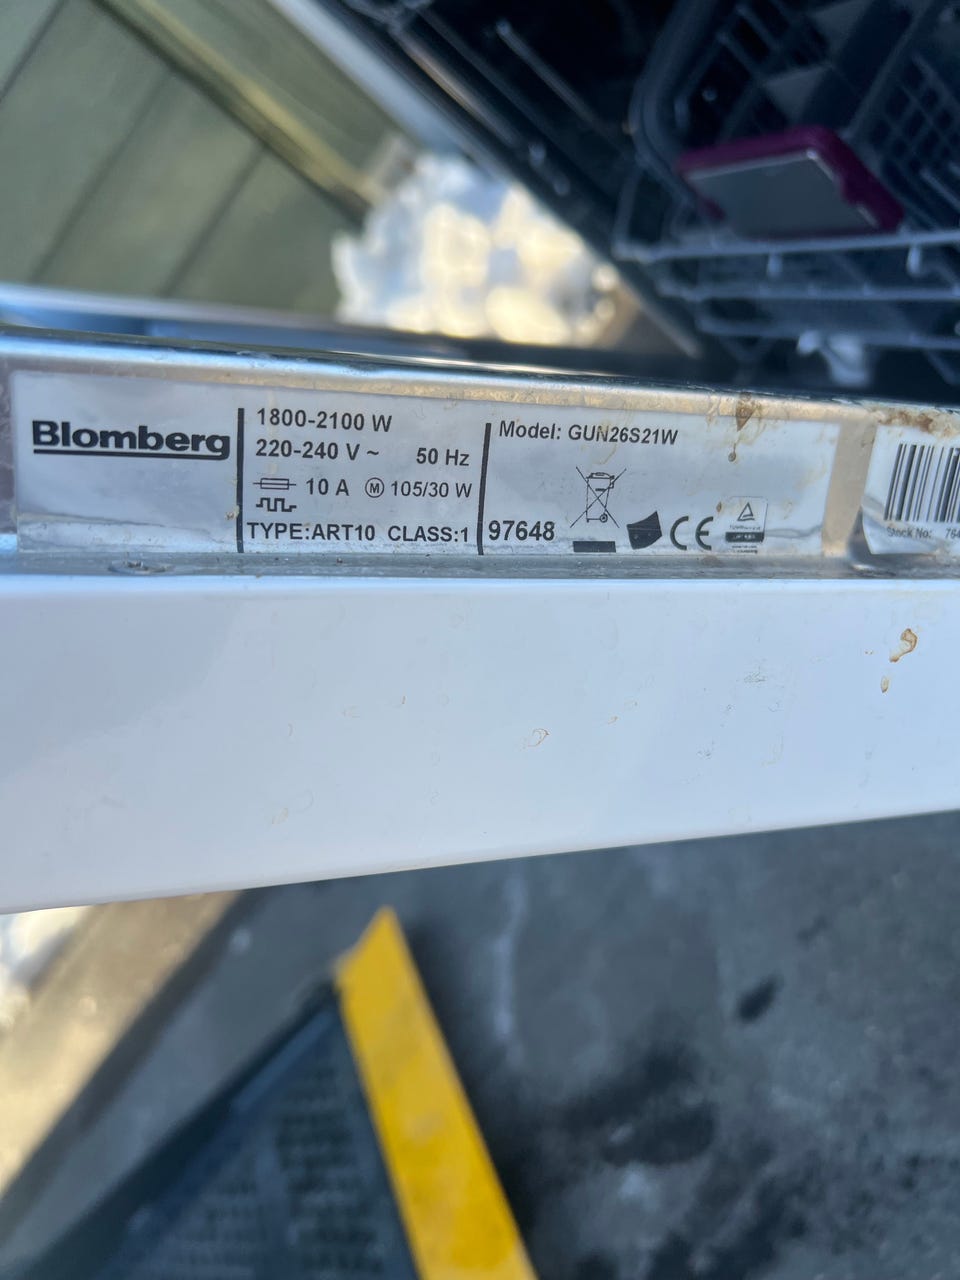 Blomberg
1800-2100 W
220-240 V ~ 50 Hz
10 A Ⓜ 105/30 W
TYPE:ART10 CLASS:1
Model: GUN26S21W
97648
CE
Stock No: 764